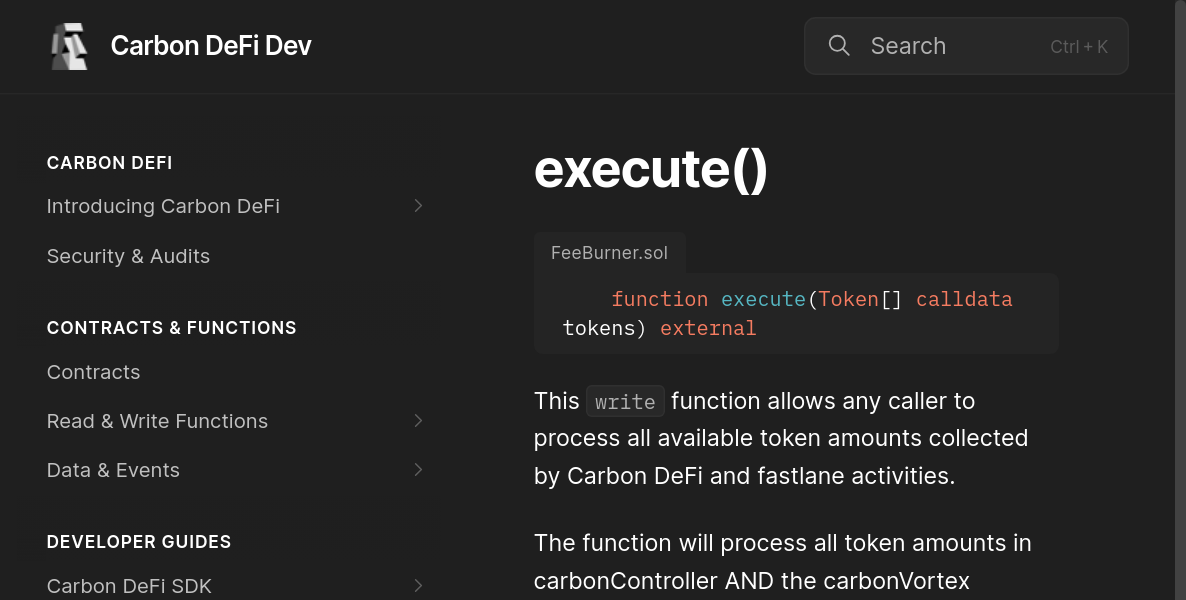 Carbon DeFi Dev
Search
Ctrl + K
CARBON DEFI
Introducing Carbon DeFi
Security & Audits
CONTRACTS & FUNCTIONS
Contracts
Read & Write Functions
Data & Events
DEVELOPER GUIDES
Carbon DeFi SDK
execute()
FeeBurner.sol
function execute(Token[] calldata
tokens) external
This write function allows any caller to
process all available token amounts collected
by Carbon DeFi and fastlane activities.
The function will process all token amounts in
carbonController AND the carbonVortex